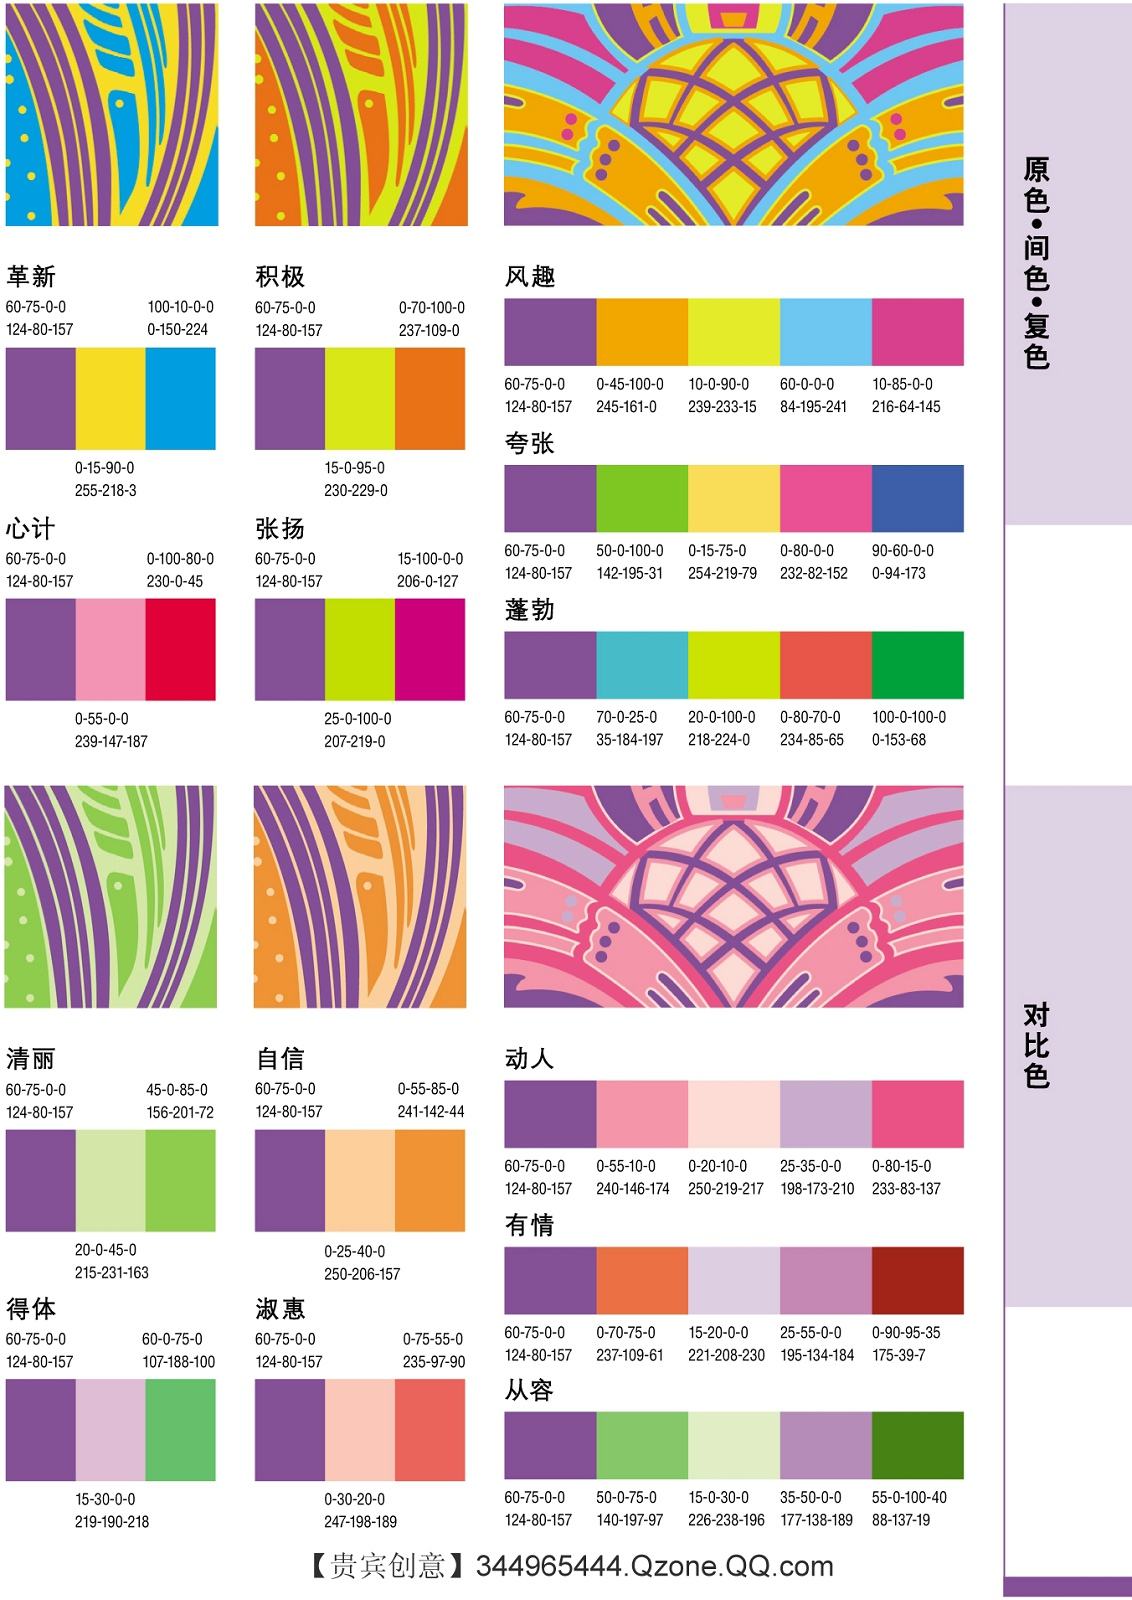 革新
60-75-0-0 100-10-0-0
124-80-157 0-150-224
0-15-90-0
255-218-3
积极
60-75-0-0 0-70-100-0
124-80-157 237-109-0
15-0-95-0
230-229-0
风趣
60-75-0-0 0-45-100-0 10-0-90-0 60-0-0-0 10-85-0-0
124-80-157 245-161-0 239-233-15 84-195-241 216-64-145
夸张
60-75-0-0 50-0-100-0 0-15-75-0 0-80-0-0 90-60-0-0
124-80-157 142-195-31 254-219-79 232-82-152 0-94-173
心计
60-75-0-0 0-100-80-0
124-80-157 230-0-45
0-55-0-0
239-147-187
张扬
60-75-0-0 15-100-0-0
124-80-157 206-0-127
25-0-100-0
207-219-0
蓬勃
60-75-0-0 70-0-25-0 20-0-100-0 0-80-70-0 100-0-100-0
124-80-157 35-184-197 218-224-0 234-85-65 0-153-68
原色•间色•复色
清丽
60-75-0-0 45-0-85-0
124-80-157 156-201-72
20-0-45-0
215-231-163
自信
60-75-0-0 0-55-85-0
124-80-157 241-142-44
0-25-40-0
250-206-157
动人
60-75-0-0 0-55-10-0 0-20-10-0 25-35-0-0 0-80-15-0
124-80-157 240-146-174 250-219-217 198-173-210 233-83-137
有情
60-75-0-0 0-70-75-0 15-20-0-0 25-55-0-0 0-90-95-35
124-80-157 237-109-61 221-208-230 195-134-184 175-39-7
得体
60-75-0-0 60-0-75-0
124-80-157 107-188-100
15-30-0-0
219-190-218
淑惠
60-75-0-0 0-75-55-0
124-80-157 235-97-90
0-30-20-0
247-198-189
从容
60-75-0-0 50-0-75-0 15-0-30-0 35-50-0-0 55-0-100-40
124-80-157 140-197-97 226-238-196 177-138-189 88-137-19
对比色
【贵宾创意】344965444.Qzone.QQ.com